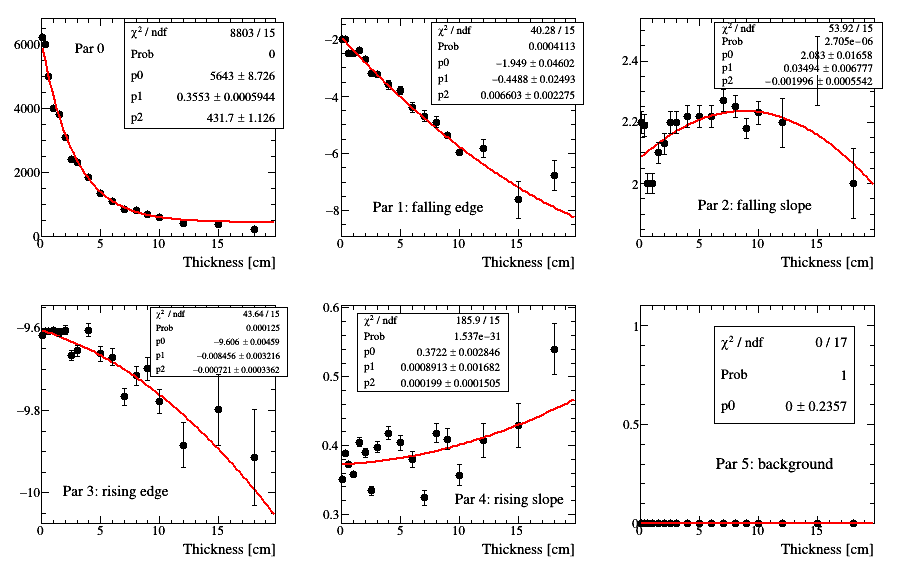 Par 0
χ² / ndf 8803 / 15
Prob 0
p0 5643 ± 8.726
p1 0.3553 ± 0.0005944
p2 431.7 ± 1.126
6000
4000
2000
0
0 5 10 15
Thickness [cm]
χ² / ndf 40.28 / 15
Prob 0.0004113
p0 −1.949 ± 0.04602
p1 −0.4488 ± 0.02493
p2 0.006603 ± 0.002275
−2
−4
−6
−8
Par 1: falling edge
0 5 10 15
Thickness [cm]
χ² / ndf 53.92 / 15
Prob 2.705e−06
p0 2.083 ± 0.01658
p1 0.03494 ± 0.006777
p2 −0.001996 ± 0.0005542
2.4
2.2
2
Par 2: falling slope
0 5 10 15
Thickness [cm]
χ² / ndf 43.64 / 15
Prob 0.000125
p0 −9.606 ± 0.00459
p1 −0.008456 ± 0.003216
p2 −0.000721 ± 0.0003362
−9.6
−9.8
−10
Par 3: rising edge
0 5 10 15
Thickness [cm]
χ² / ndf 185.9 / 15
Prob 1.537e−31
p0 0.3722 ± 0.002846
p1 0.0008913 ± 0.001682
p2 0.000199 ± 0.0001505
0.6
0.5
0.4
0.3
Par 4: rising slope
0 5 10 15
Thickness [cm]
χ² / ndf 0 / 17
Prob 1
p0 0 ± 0.2357
1
0.5
0
Par 5: background
0 5 10 15
Thickness [cm]